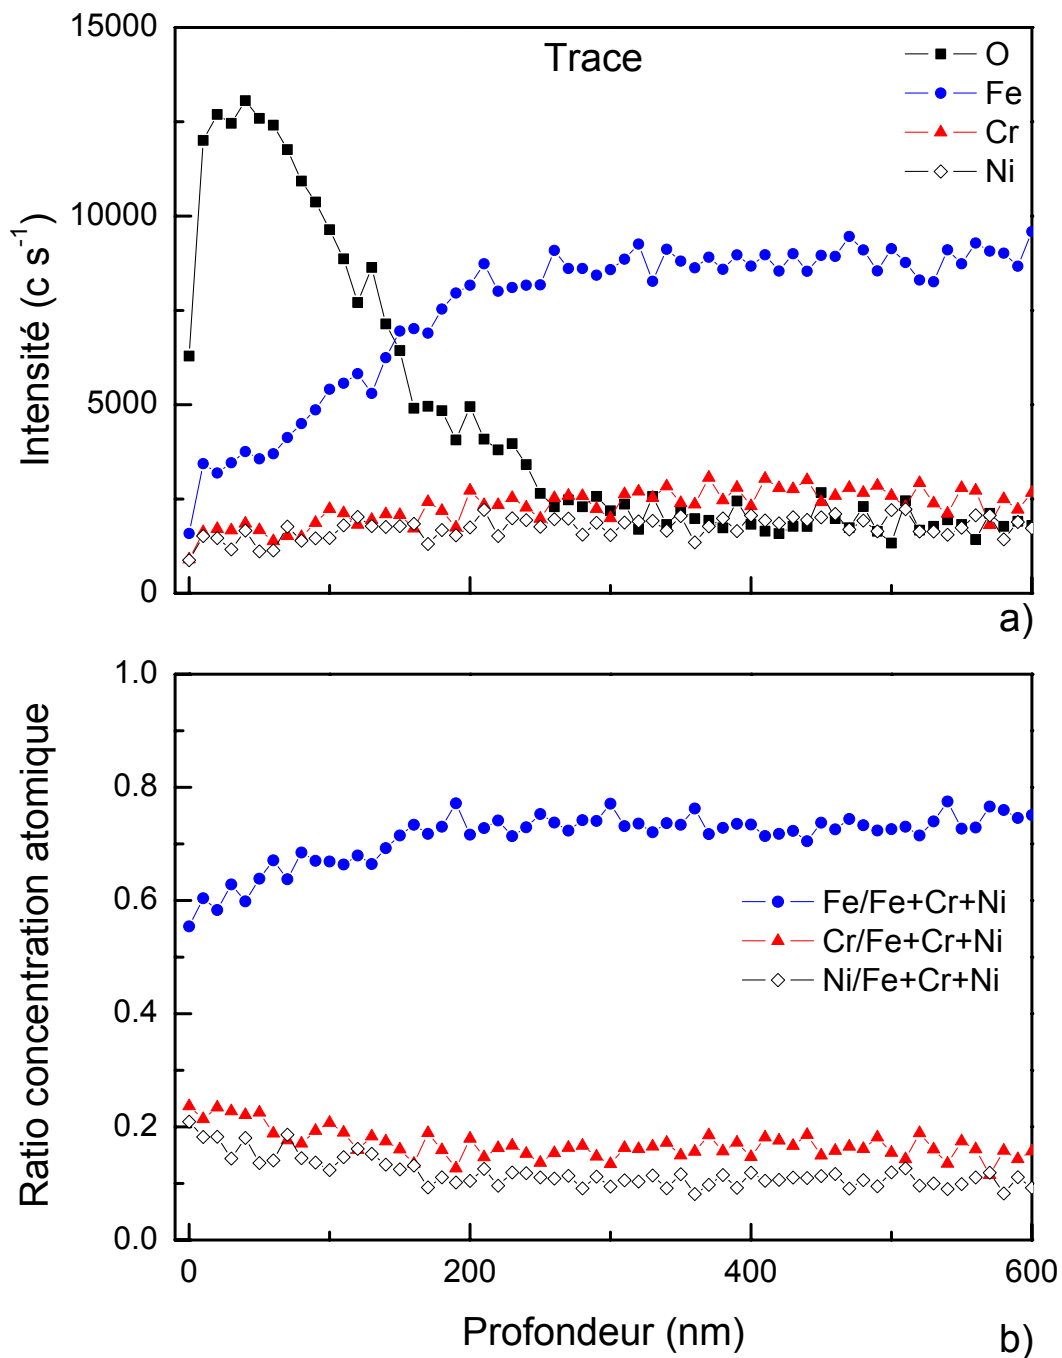 15000
Trace
O
Fe
Cr
Ni
10000
5000
0
Intensité (c s⁻¹)
a)
1.0
0.8
0.6
0.4
0.2
0.0
Ratio concentration atomique
Fe/Fe+Cr+Ni
Cr/Fe+Cr+Ni
Ni/Fe+Cr+Ni
0 200 400 600
Profondeur (nm)
b)